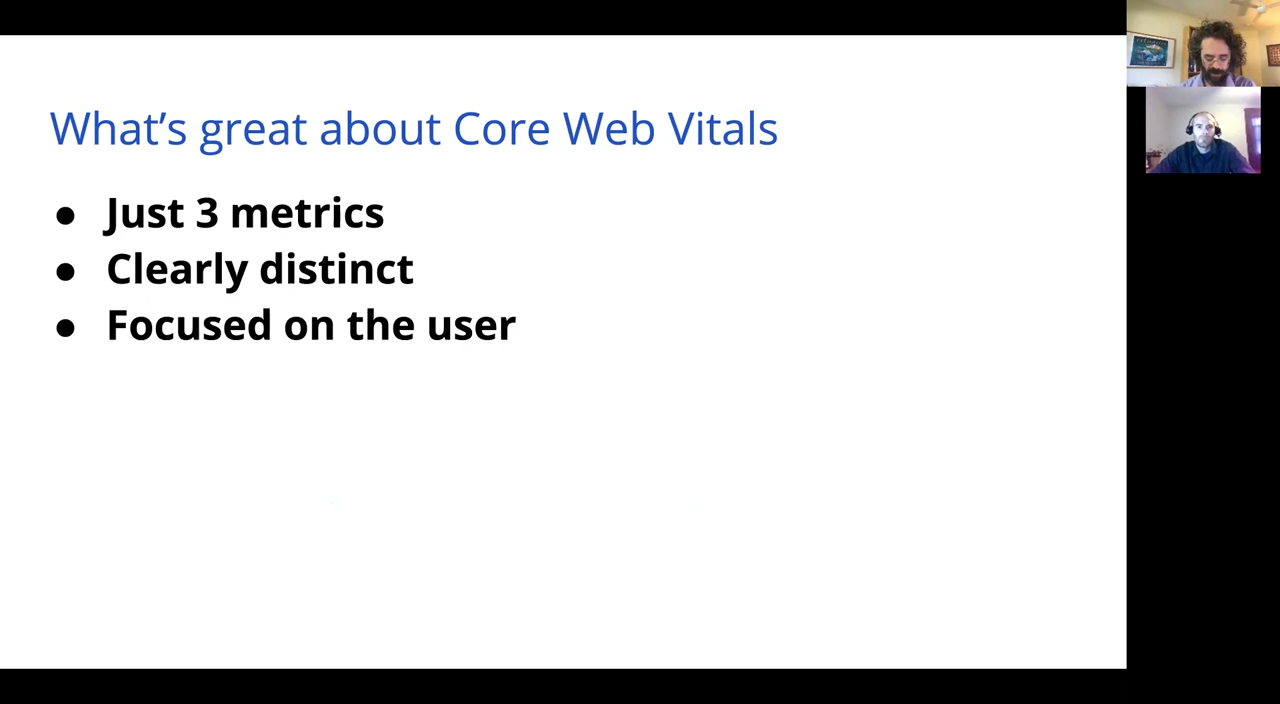 What's great about Core Web Vitals
● Just 3 metrics
● Clearly distinct
● Focused on the user